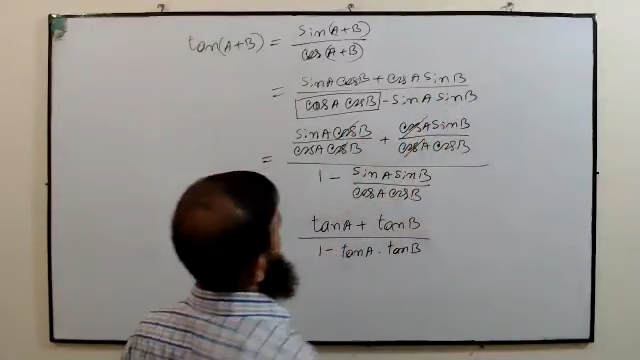 tan(A+B) = sin(A+B) / cos(A+B)
= sinA cosB + cosA sinB / cosA cosB - sinA sinB
= sinA cosB / cosA cosB + cosA sinB / cosA cosB / 1 - sinA sinB / cosA cosB
tanA + tanB / 1 - tanA . tanB